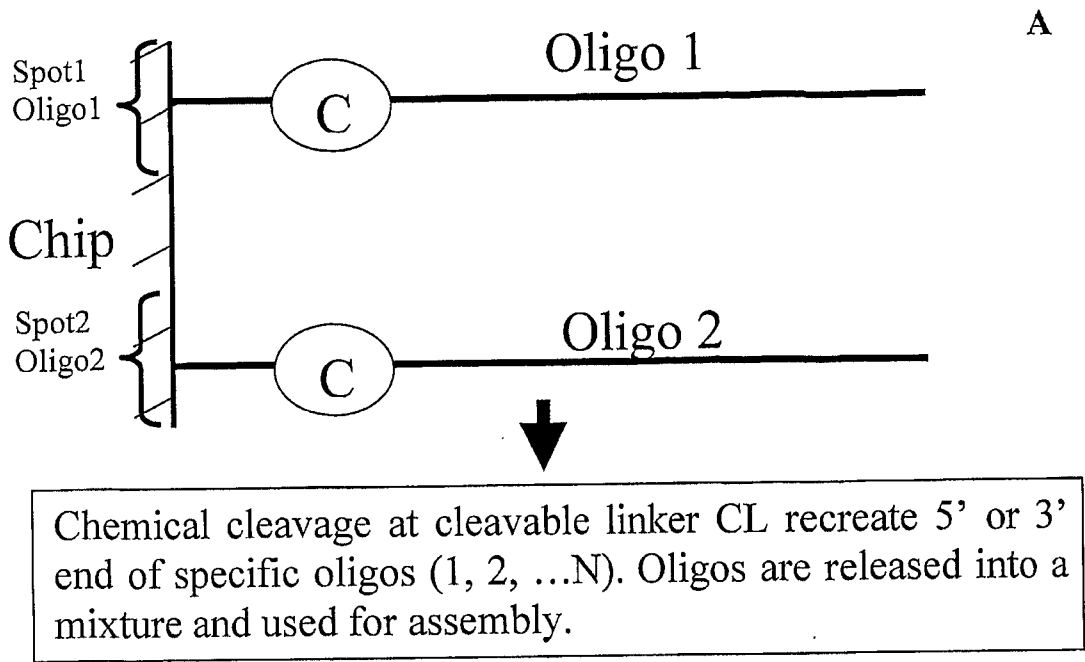 A
Spot1
Oligo1
C
Oligo 1
Chip
Spot2
Oligo2
C
Oligo 2
Chemical cleavage at cleavable linker CL recreate 5’ or 3’
end of specific oligos (1, 2, …N). Oligos are released into a
mixture and used for assembly.